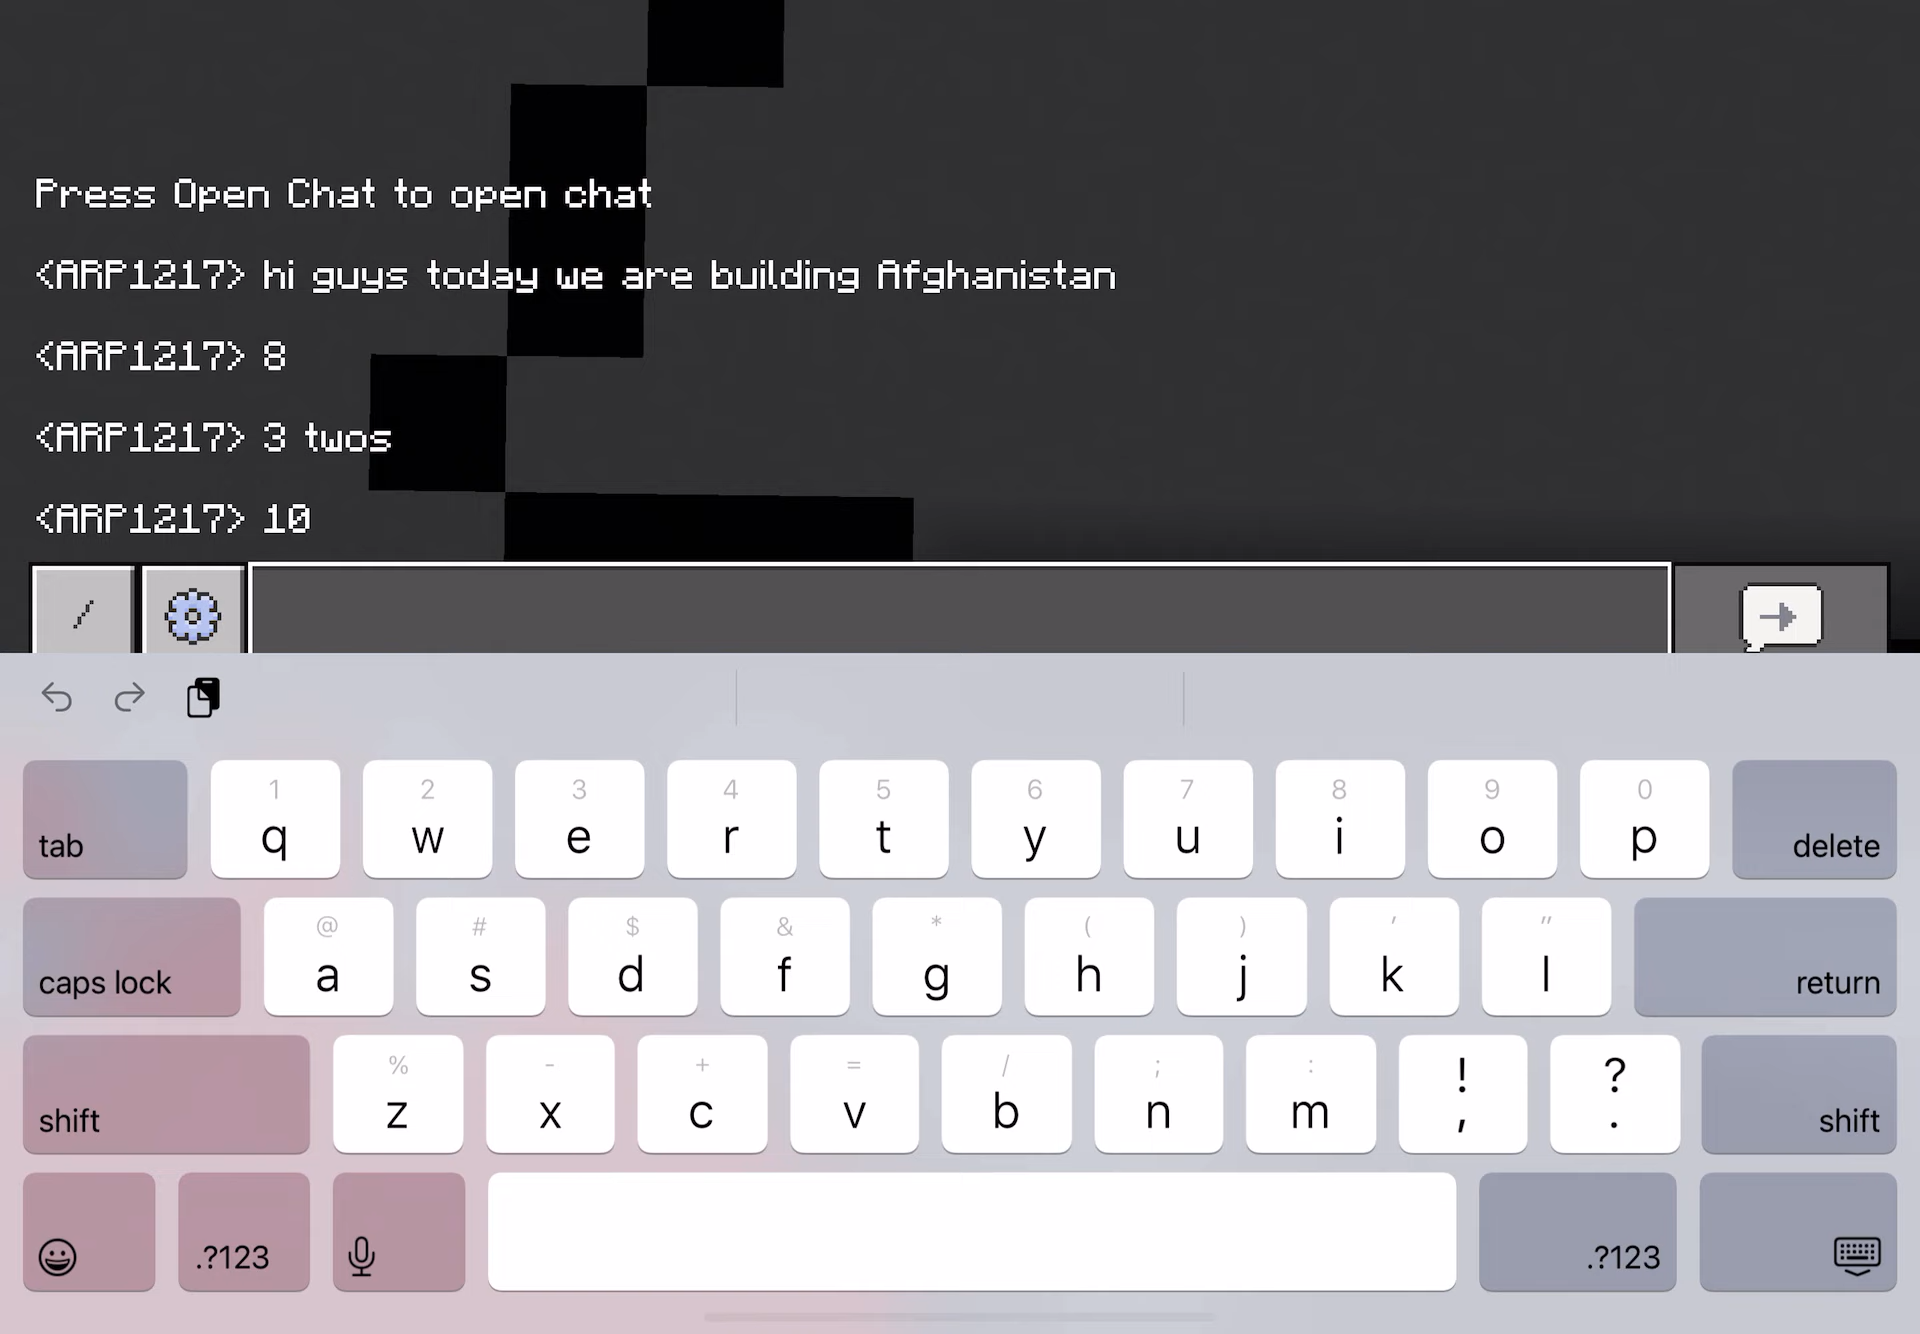 Press Open Chat to open chat
<ARP1217> hi guys today we are building Afghanistan
<ARP1217> 8
<ARP1217> 3 twos
<ARP1217> 10
/
1 2 3 4 5 6 7 8 9 0
tab q w e r t y u i o p delete
@ # $ & * ( ) ' "
caps lock a s d f g h j k l return
% - + = / ; : ! ?
shift z x c v b n m , . shift
.?123 .?123